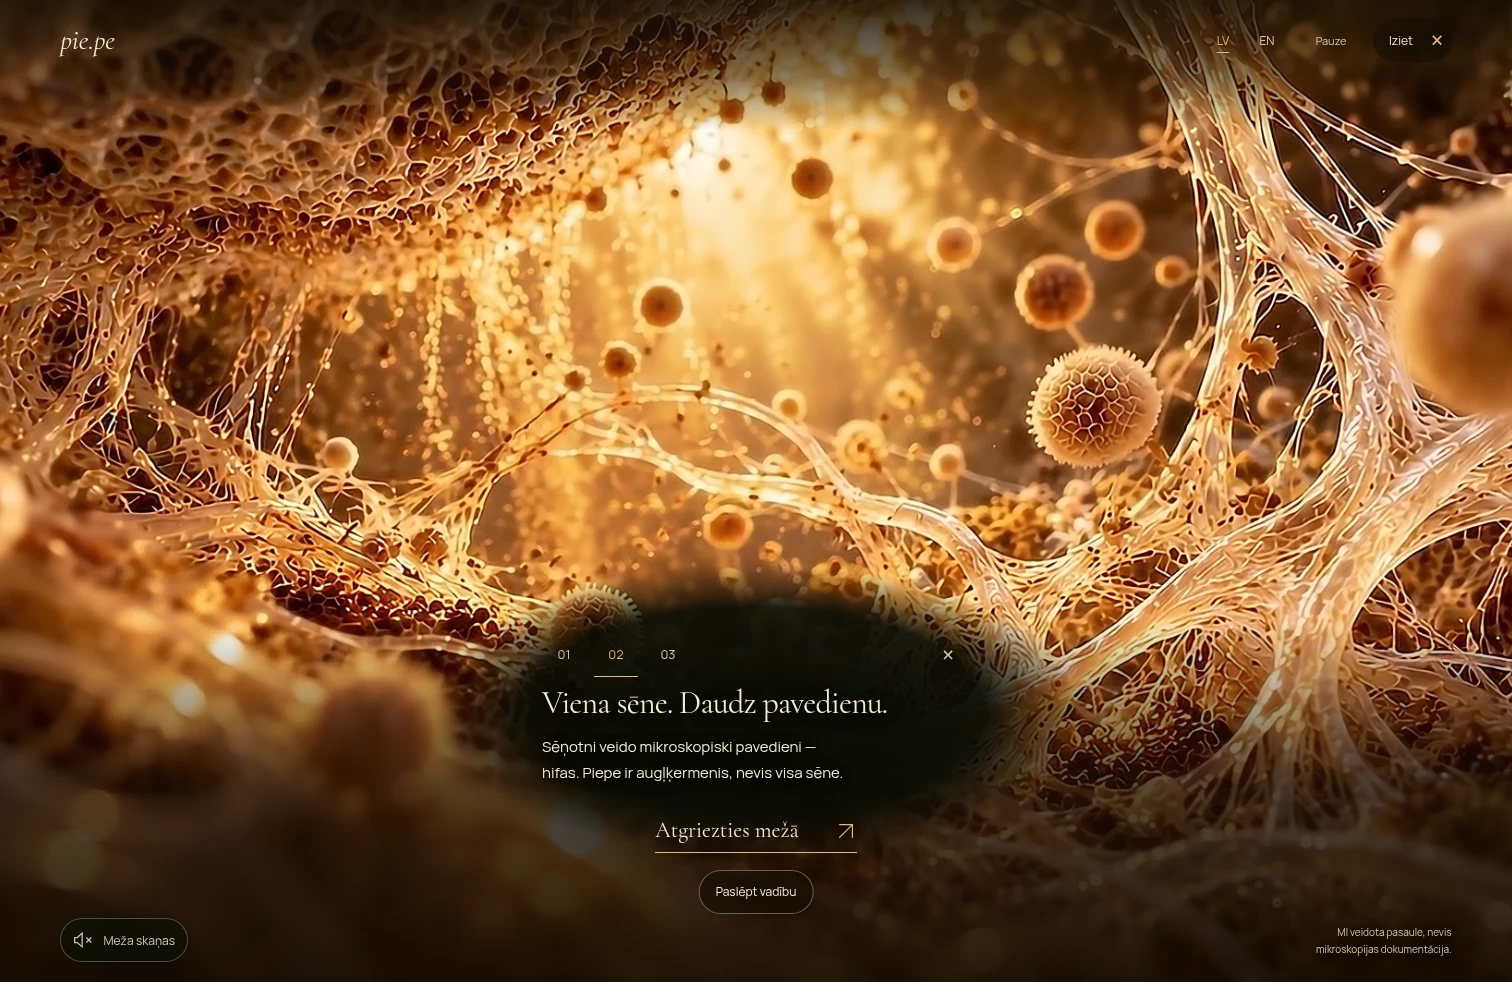 pie.pe
LV EN Pauze Iziet
01 02 03
Viena sēne. Daudz pavedienu.
Sēņotni veido mikroskopiski pavedieni —
hifas. Piepe ir augļķermenis, nevis visa sēne.
Atgriezties mežā
Paslēpt vadību
Meža skaņas
MI veidota pasaule, nevis
mikroskopijas dokumentācija.